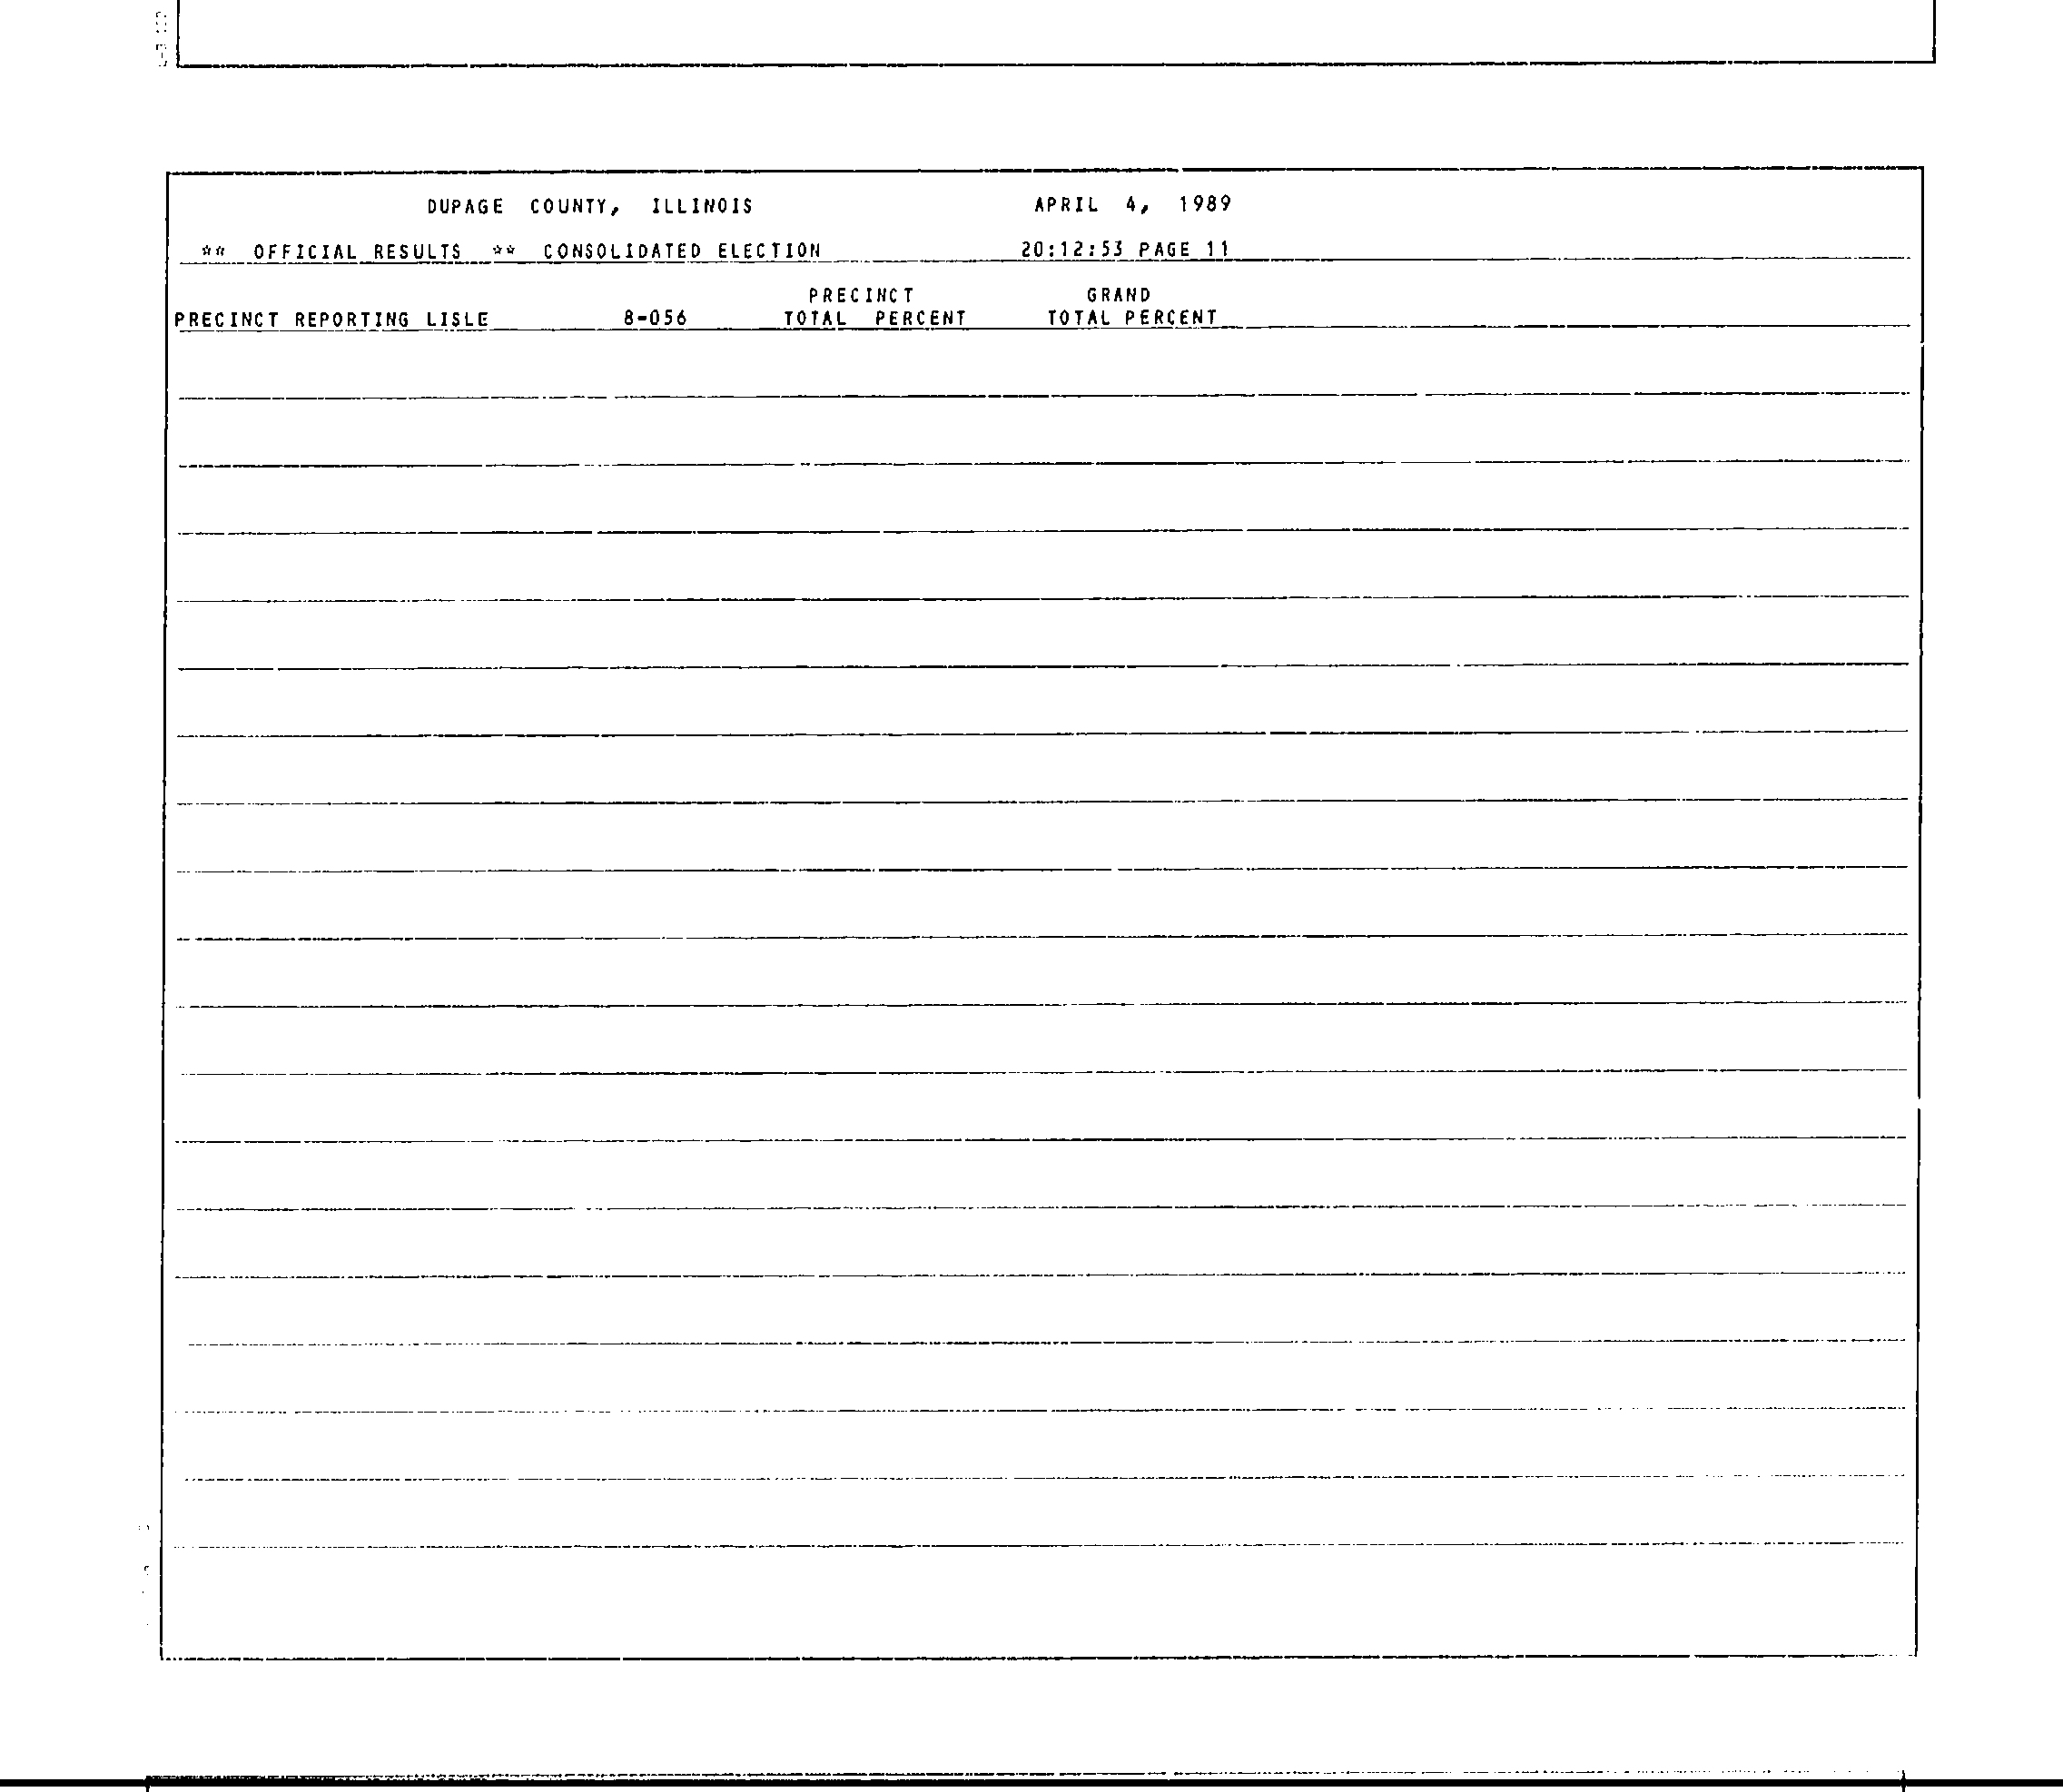 DUPAGE COUNTY, ILLINOIS APRIL 4, 1989
** OFFICIAL RESULTS ** CONSOLIDATED ELECTION 20:12:53 PAGE 11
PRECINCT GRAND
PRECINCT REPORTING LISLE 8-056 TOTAL PERCENT TOTAL PERCENT